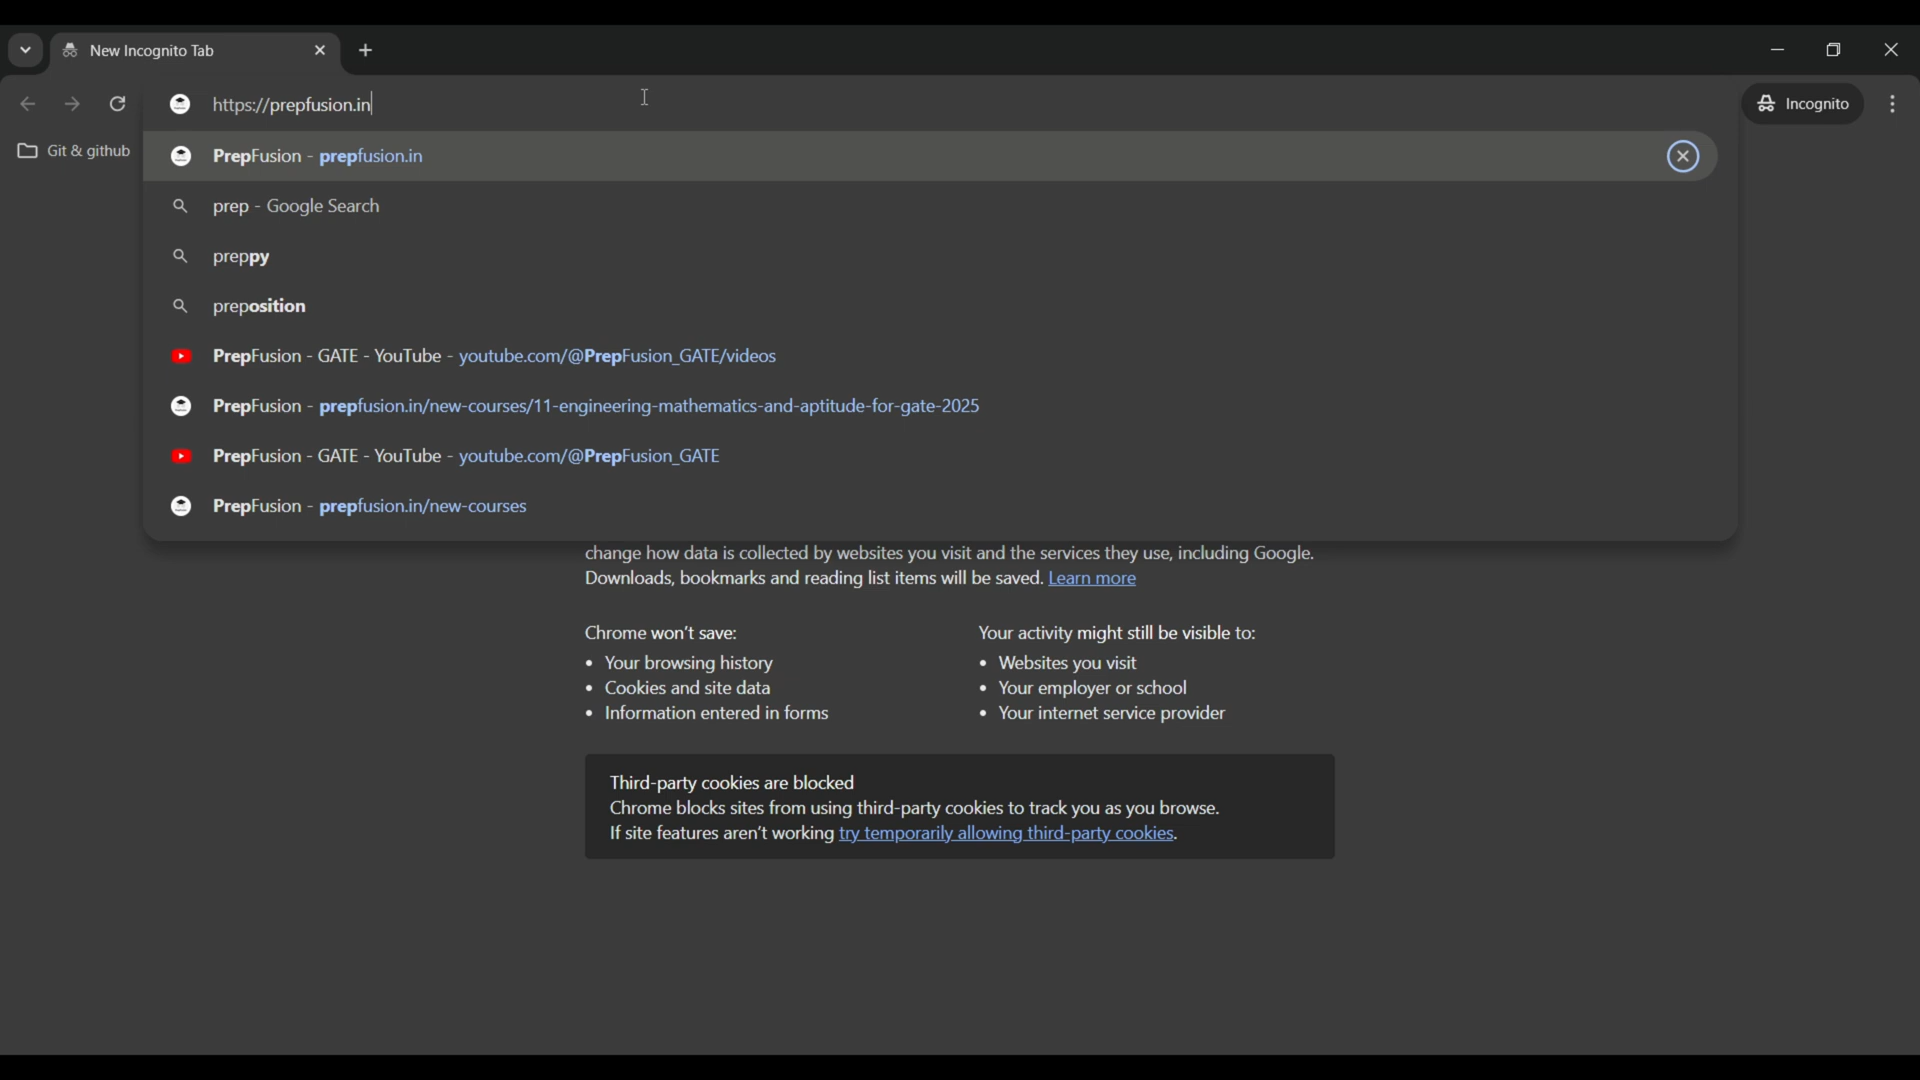 New Incognito Tab
https://prepfusion.in
Incognito
Git & github
PrepFusion - prepfusion.in
prep - Google Search
preppy
preposition
PrepFusion - GATE - YouTube - youtube.com/@PrepFusion_GATE/videos
PrepFusion - prepfusion.in/new-courses/11-engineering-mathematics-and-aptitude-for-gate-2025
PrepFusion - GATE - YouTube - youtube.com/@PrepFusion_GATE
PrepFusion - prepfusion.in/new-courses
change how data is collected by websites you visit and the services they use, including Google.
Downloads, bookmarks and reading list items will be saved. Learn more
Chrome won't save:
• Your browsing history
• Cookies and site data
• Information entered in forms
Your activity might still be visible to:
• Websites you visit
• Your employer or school
• Your internet service provider
Third-party cookies are blocked
Chrome blocks sites from using third-party cookies to track you as you browse.
If site features aren't working try temporarily allowing third-party cookies.